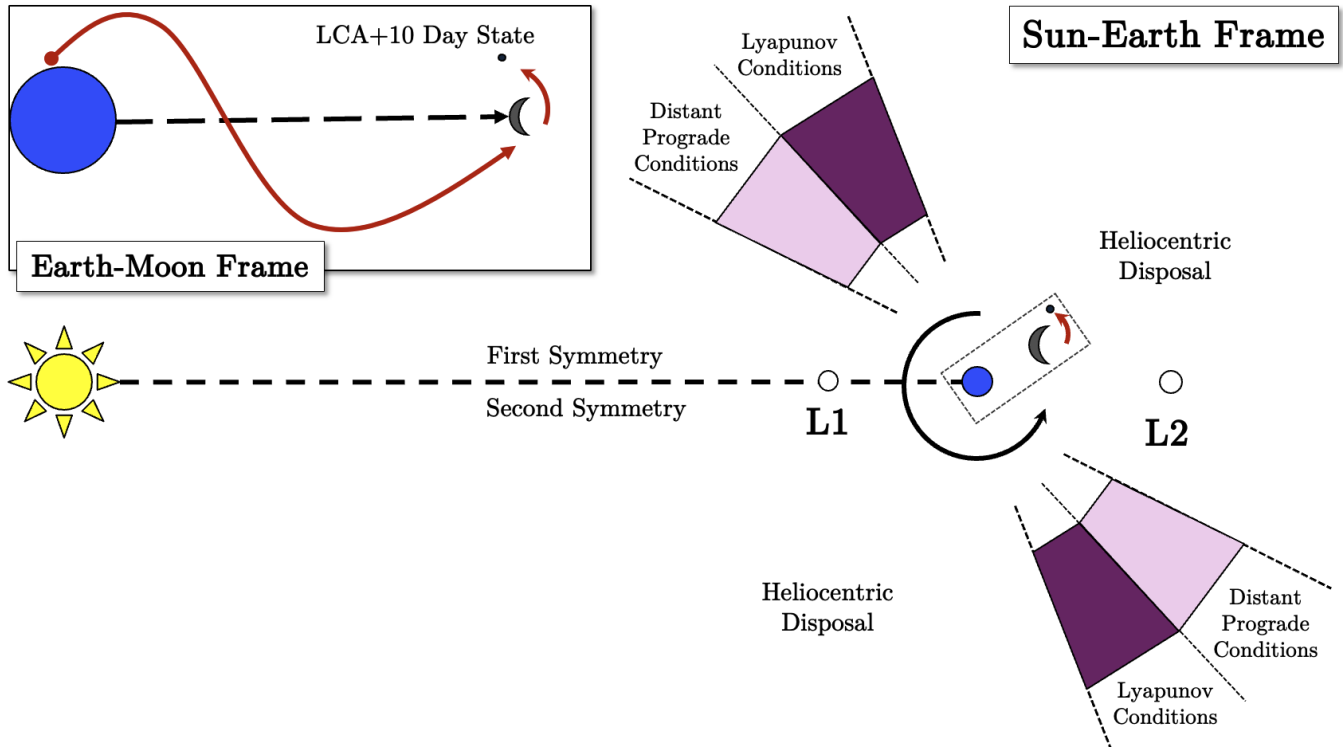 LCA+10 Day State
Earth-Moon Frame
Sun-Earth Frame
Lyapunov
Conditions
Distant
Prograde
Conditions
Heliocentric
Disposal
First Symmetry
Second Symmetry
L1
L2
Heliocentric
Disposal
Distant
Prograde
Conditions
Lyapunov
Conditions